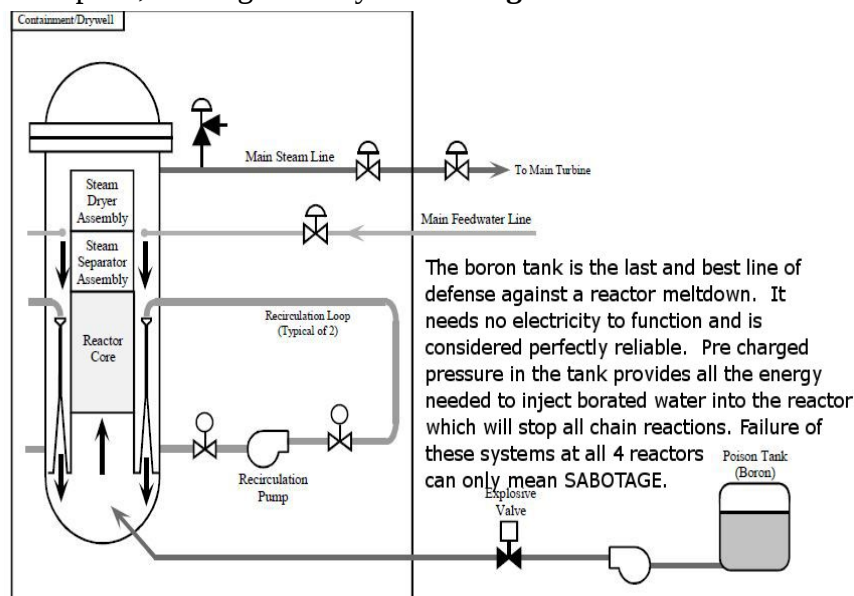 Containment/Drywell
Main Steam Line
To Main Turbine
Steam
Dryer
Assembly
Main Feedwater Line
Steam
Separator
Assembly
The boron tank is the last and best line of
defense against a reactor meltdown.  It
needs no electricity to function and is
considered perfectly reliable.  Pre charged
pressure in the tank provides all the energy
needed to inject borated water into the reactor
which will stop all chain reactions. Failure of
these systems at all 4 reactors
can only mean SABOTAGE.
Recirculation Loop
(Typical of 2)
Reactor
Core
Recirculation
Pump
Poison Tank
(Boron)
Explosive
Valve